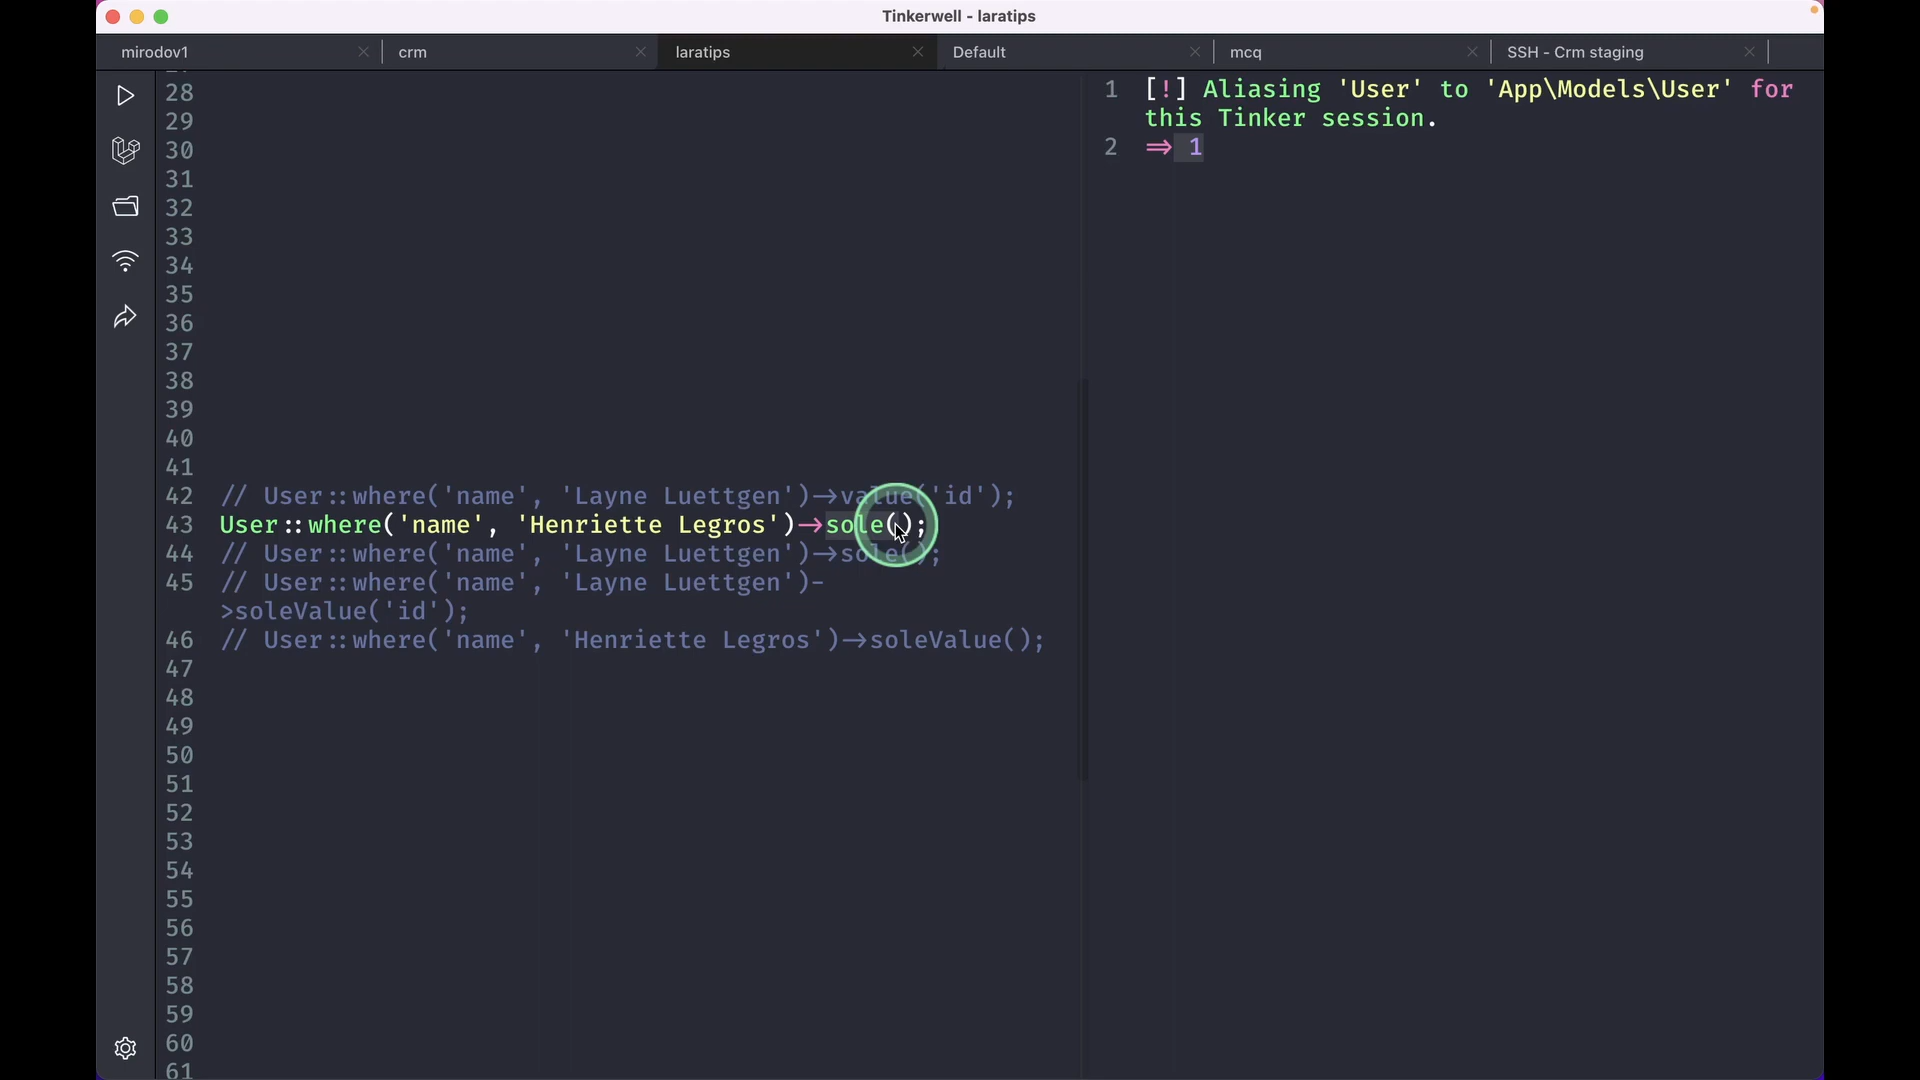 Tinkerwell - laratips
mirodov1
crm
laratips
Default
mcq
SSH - Crm staging
28
29
30
31
32
33
34
35
36
37
38
39
40
41
42 // User::where('name', 'Layne Luettgen')->value('id');
43 User::where('name', 'Henriette Legros')->sole();
44 // User::where('name', 'Layne Luettgen')->sole();
45 // User::where('name', 'Layne Luettgen')-
>soleValue('id');
46 // User::where('name', 'Henriette Legros')->soleValue();
47
48
49
50
51
52
53
54
55
56
57
58
59
60
61
1 [!] Aliasing 'User' to 'App\Models\User' for
this Tinker session.
2 => 1